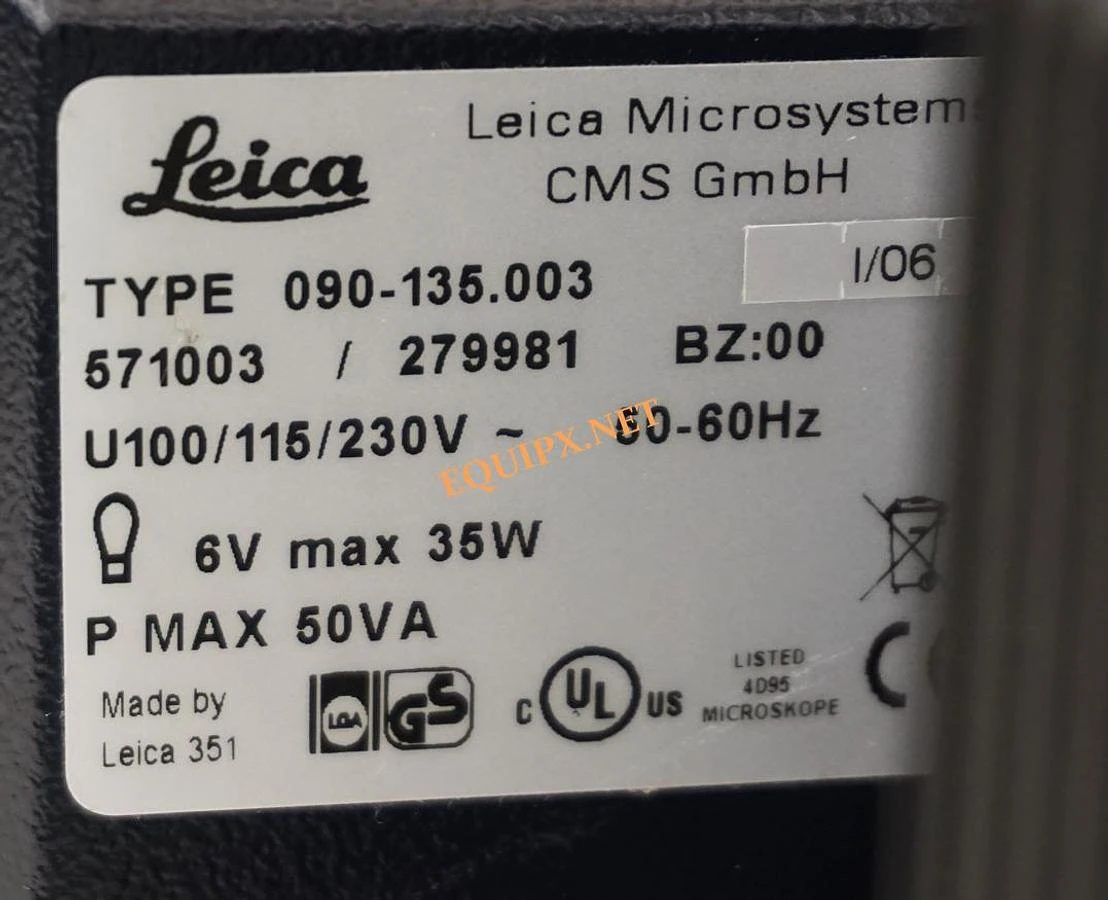 Leica
Leica Microsystems
CMS GmbH
I/06
TYPE 090-135.003
571003 / 279981 BZ:00
U100/115/230V ~ 50-60Hz
EQUIPX.NET
6V max 35W
P MAX 50VA
Made by
Leica 351
LGA
GS
C UL US
LISTED
4D95
MICROSKOPE
C